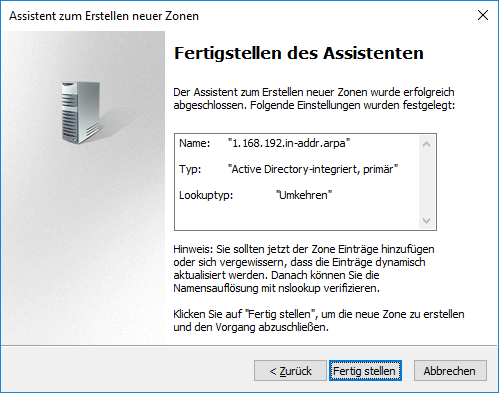 Assistent zum Erstellen neuer Zonen
Fertigstellen des Assistenten
Der Assistent zum Erstellen neuer Zonen wurde erfolgreich
abgeschlossen. Folgende Einstellungen wurden festgelegt:
Name: "1.168.192.in-addr.arpa"
Typ: "Active Directory-integriert, primär"
Lookuptyp: "Umkehren"
Hinweis: Sie sollten jetzt der Zone Einträge hinzufügen
oder sich vergewissern, dass die Einträge dynamisch
aktualisiert werden. Danach können Sie die
Namensauflösung mit nslookup verifizieren.
Klicken Sie auf "Fertig stellen", um die neue Zone zu erstellen
und den Vorgang abzuschließen.
< Zurück Fertig stellen Abbrechen